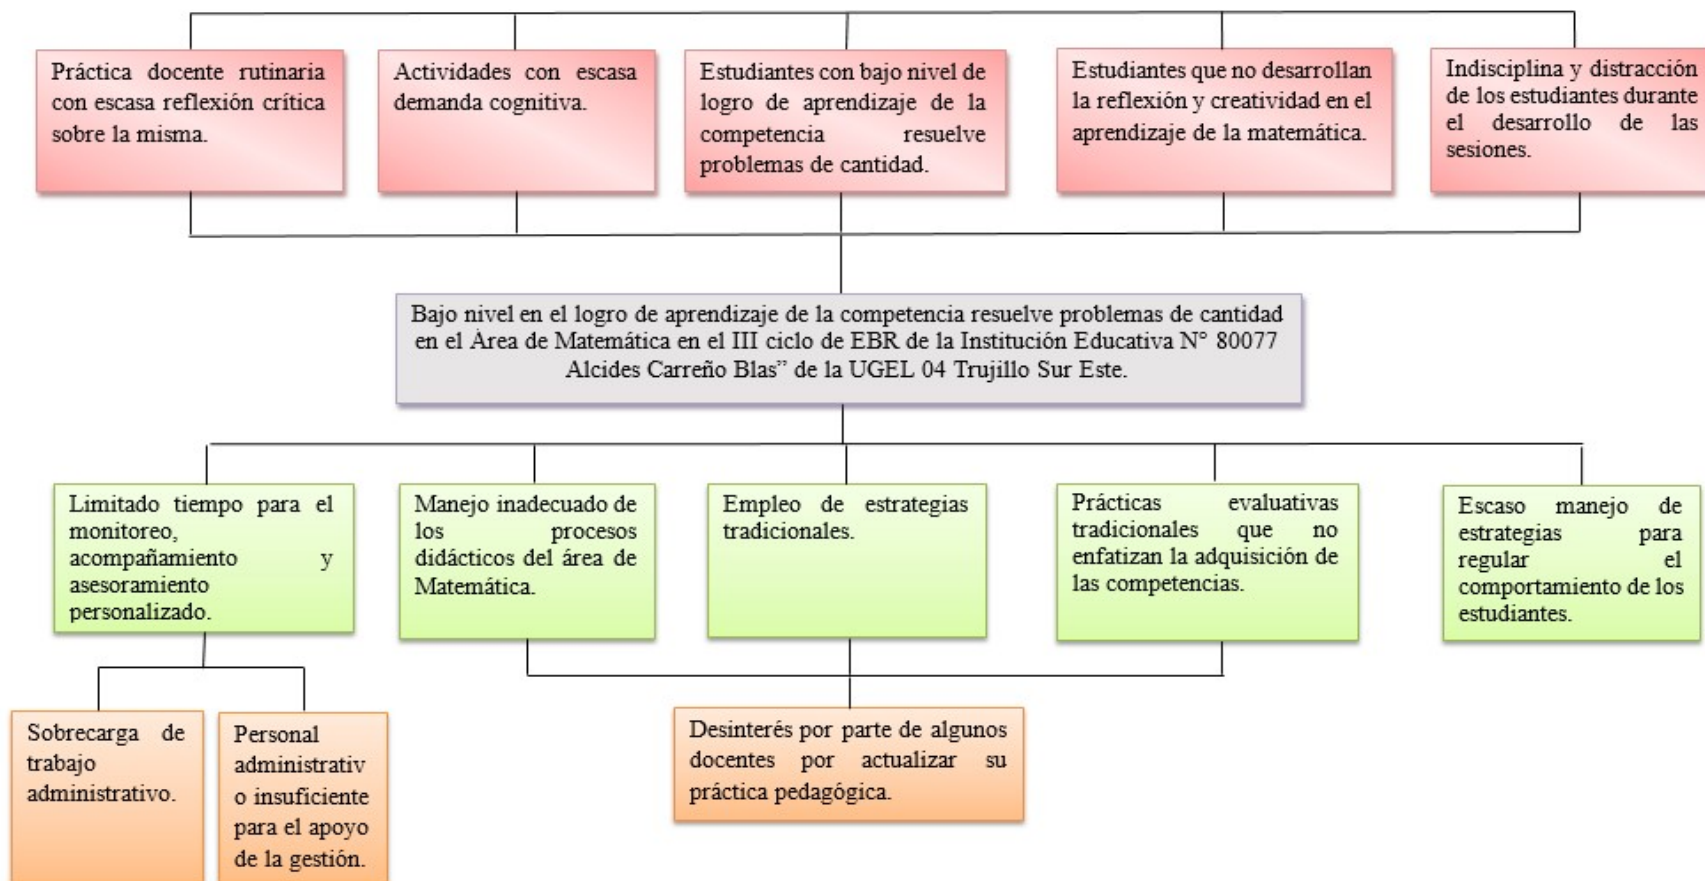 Práctica docente rutinaria
con escasa reflexión crítica
sobre la misma.
Actividades con escasa
demanda cognitiva.
Estudiantes con bajo nivel de
logro de aprendizaje de la
competencia resuelve
problemas de cantidad.
Estudiantes que no desarrollan
la reflexión y creatividad en el
aprendizaje de la matemática.
Indisciplina y distracción
de los estudiantes durante
el desarrollo de las
sesiones.
Bajo nivel en el logro de aprendizaje de la competencia resuelve problemas de cantidad
en el Área de Matemática en el III ciclo de EBR de la Institución Educativa N° 80077
Alcides Carreño Blas” de la UGEL 04 Trujillo Sur Este.
Limitado tiempo para el
monitoreo,
acompañamiento y
asesoramiento
personalizado.
Manejo inadecuado de
los procesos
didácticos del área de
Matemática.
Empleo de estrategias
tradicionales.
Prácticas evaluativas
tradicionales que no
enfatizan la adquisición de
las competencias.
Escaso manejo de
estrategias para
regular el
comportamiento de los
estudiantes.
Sobrecarga de
trabajo
administrativo.
Personal
administrativ
o insuficiente
para el apoyo
de la gestión.
Desinterés por parte de algunos
docentes por actualizar su
práctica pedagógica.